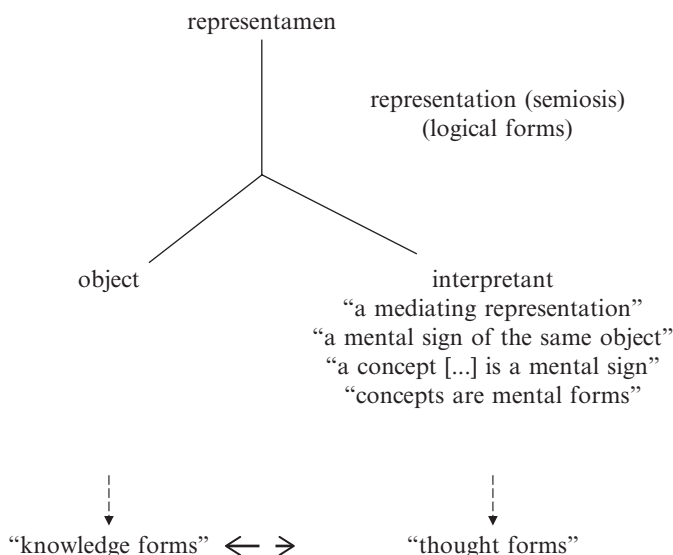 representamen
representation (semiosis)
(logical forms)
object
interpretant
“a mediating representation”
“a mental sign of the same object”
“a concept [...] is a mental sign”
“concepts are mental forms”
“knowledge forms”
“thought forms”